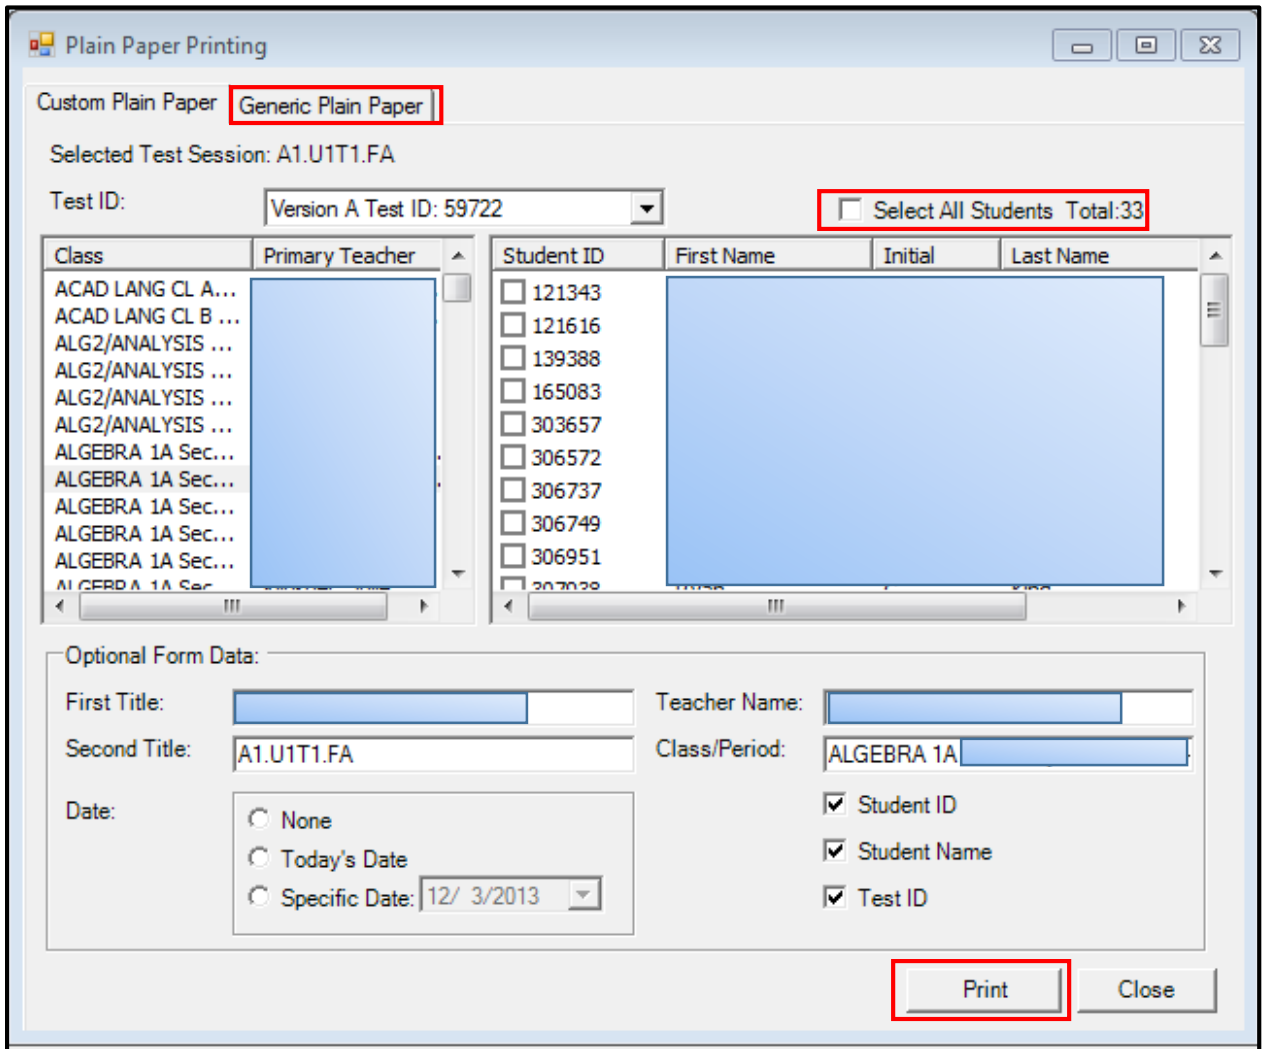 Plain Paper Printing
Custom Plain Paper Generic Plain Paper
Selected Test Session: A1.U1T1.FA
Test ID: Version A Test ID: 59722 Select All Students Total:33
Class Primary Teacher Student ID First Name Initial Last Name
ACAD LANG CL A...
ACAD LANG CL B ...
ALG2/ANALYSIS ...
ALG2/ANALYSIS ...
ALG2/ANALYSIS ...
ALG2/ANALYSIS ...
ALGEBRA 1A Sec...
ALGEBRA 1A Sec...
ALGEBRA 1A Sec...
ALGEBRA 1A Sec...
ALGEBRA 1A Sec...
ALGEBRA 1A Sec
121343
121616
139388
165083
303657
306572
306737
306749
306951
307038
Optional Form Data:
First Title: Teacher Name:
Second Title: A1.U1T1.FA Class/Period: ALGEBRA 1A
Date: None
Today's Date
Specific Date: 12/ 3/2013
Student ID
Student Name
Test ID
Print Close